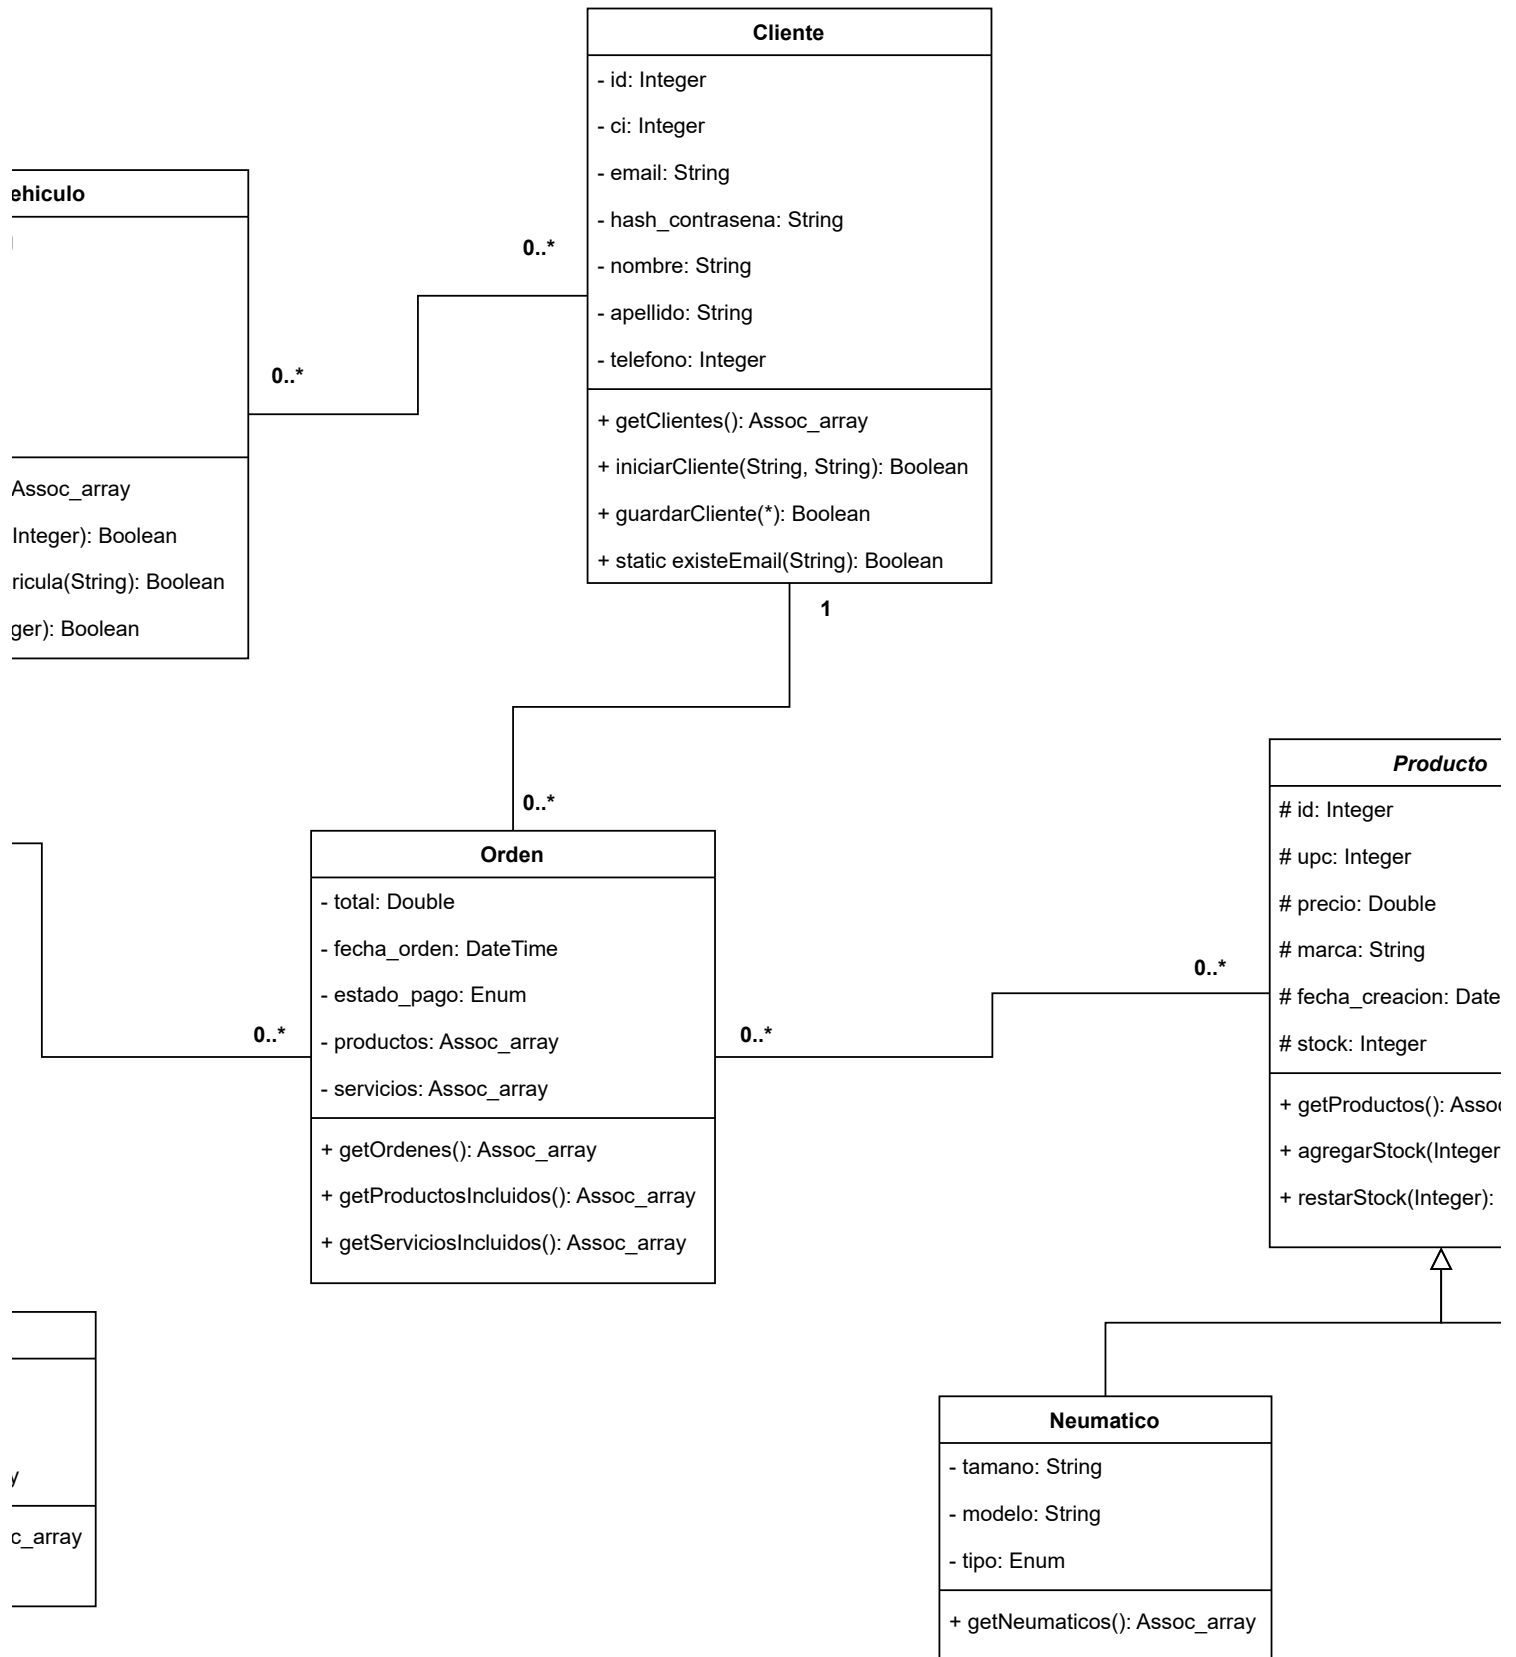 Cliente
- id: Integer
- ci: Integer
- email: String
- hash_contrasena: String
- nombre: String
- apellido: String
- telefono: Integer
+ getClientes(): Assoc_array
+ iniciarCliente(String, String): Boolean
+ guardarCliente(*): Boolean
+ static existeEmail(String): Boolean
ehiculo
Assoc_array
Integer): Boolean
ricula(String): Boolean
ger): Boolean
0..*
0..*
1
0..*
Orden
- total: Double
- fecha_orden: DateTime
- estado_pago: Enum
- productos: Assoc_array
- servicios: Assoc_array
+ getOrdenes(): Assoc_array
+ getProductosIncluidos(): Assoc_array
+ getServiciosIncluidos(): Assoc_array
0..*
0..*
0..*
Producto
# id: Integer
# upc: Integer
# precio: Double
# marca: String
# fecha_creacion: Date
# stock: Integer
+ getProductos(): Assoc
+ agregarStock(Integer
+ restarStock(Integer):
y
c_array
Neumatico
- tamano: String
- modelo: String
- tipo: Enum
+ getNeumaticos(): Assoc_array